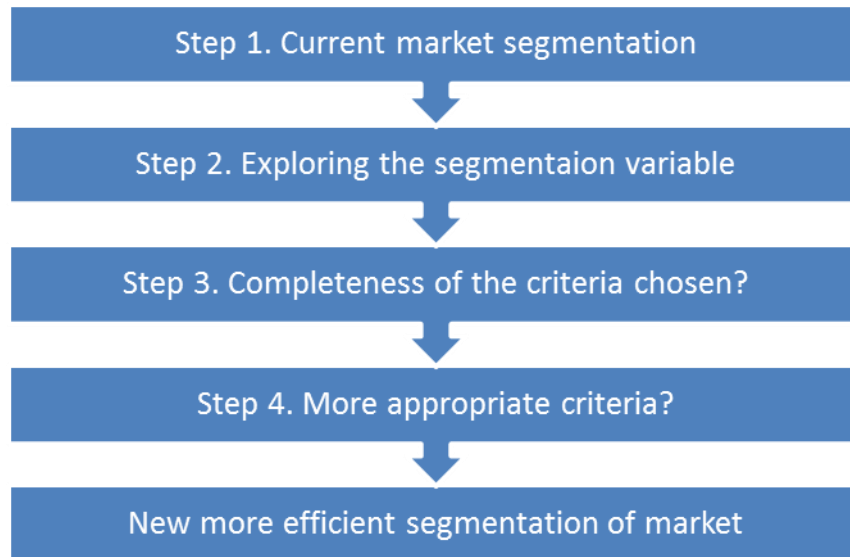 Step 1. Current market segmentation
Step 2. Exploring the segmentaion variable
Step 3. Completeness of the criteria chosen?
Step 4. More appropriate criteria?
New more efficient segmentation of market